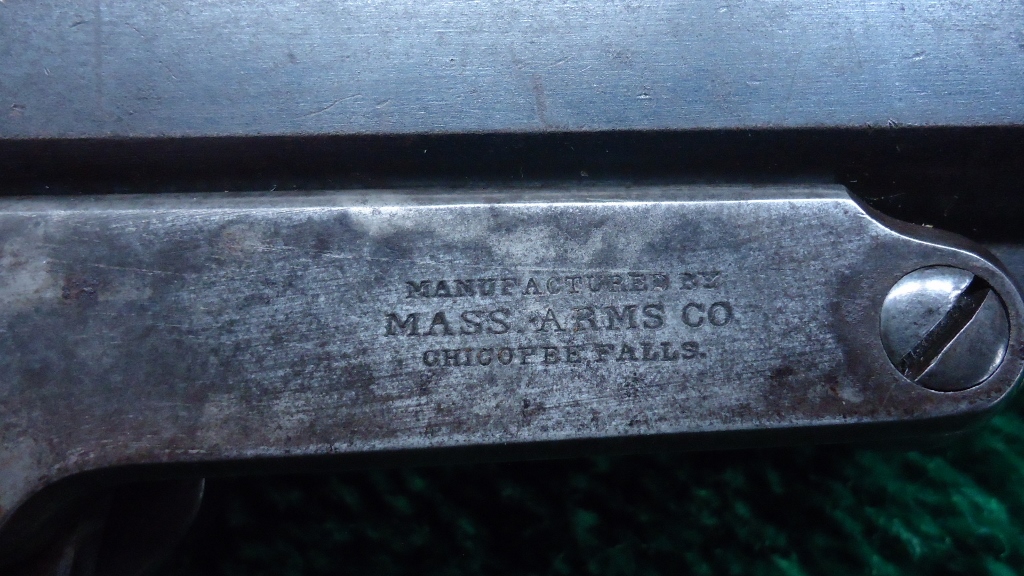 MANUFACTURED BY
MASS. ARMS CO
CHICOPEE FALLS.